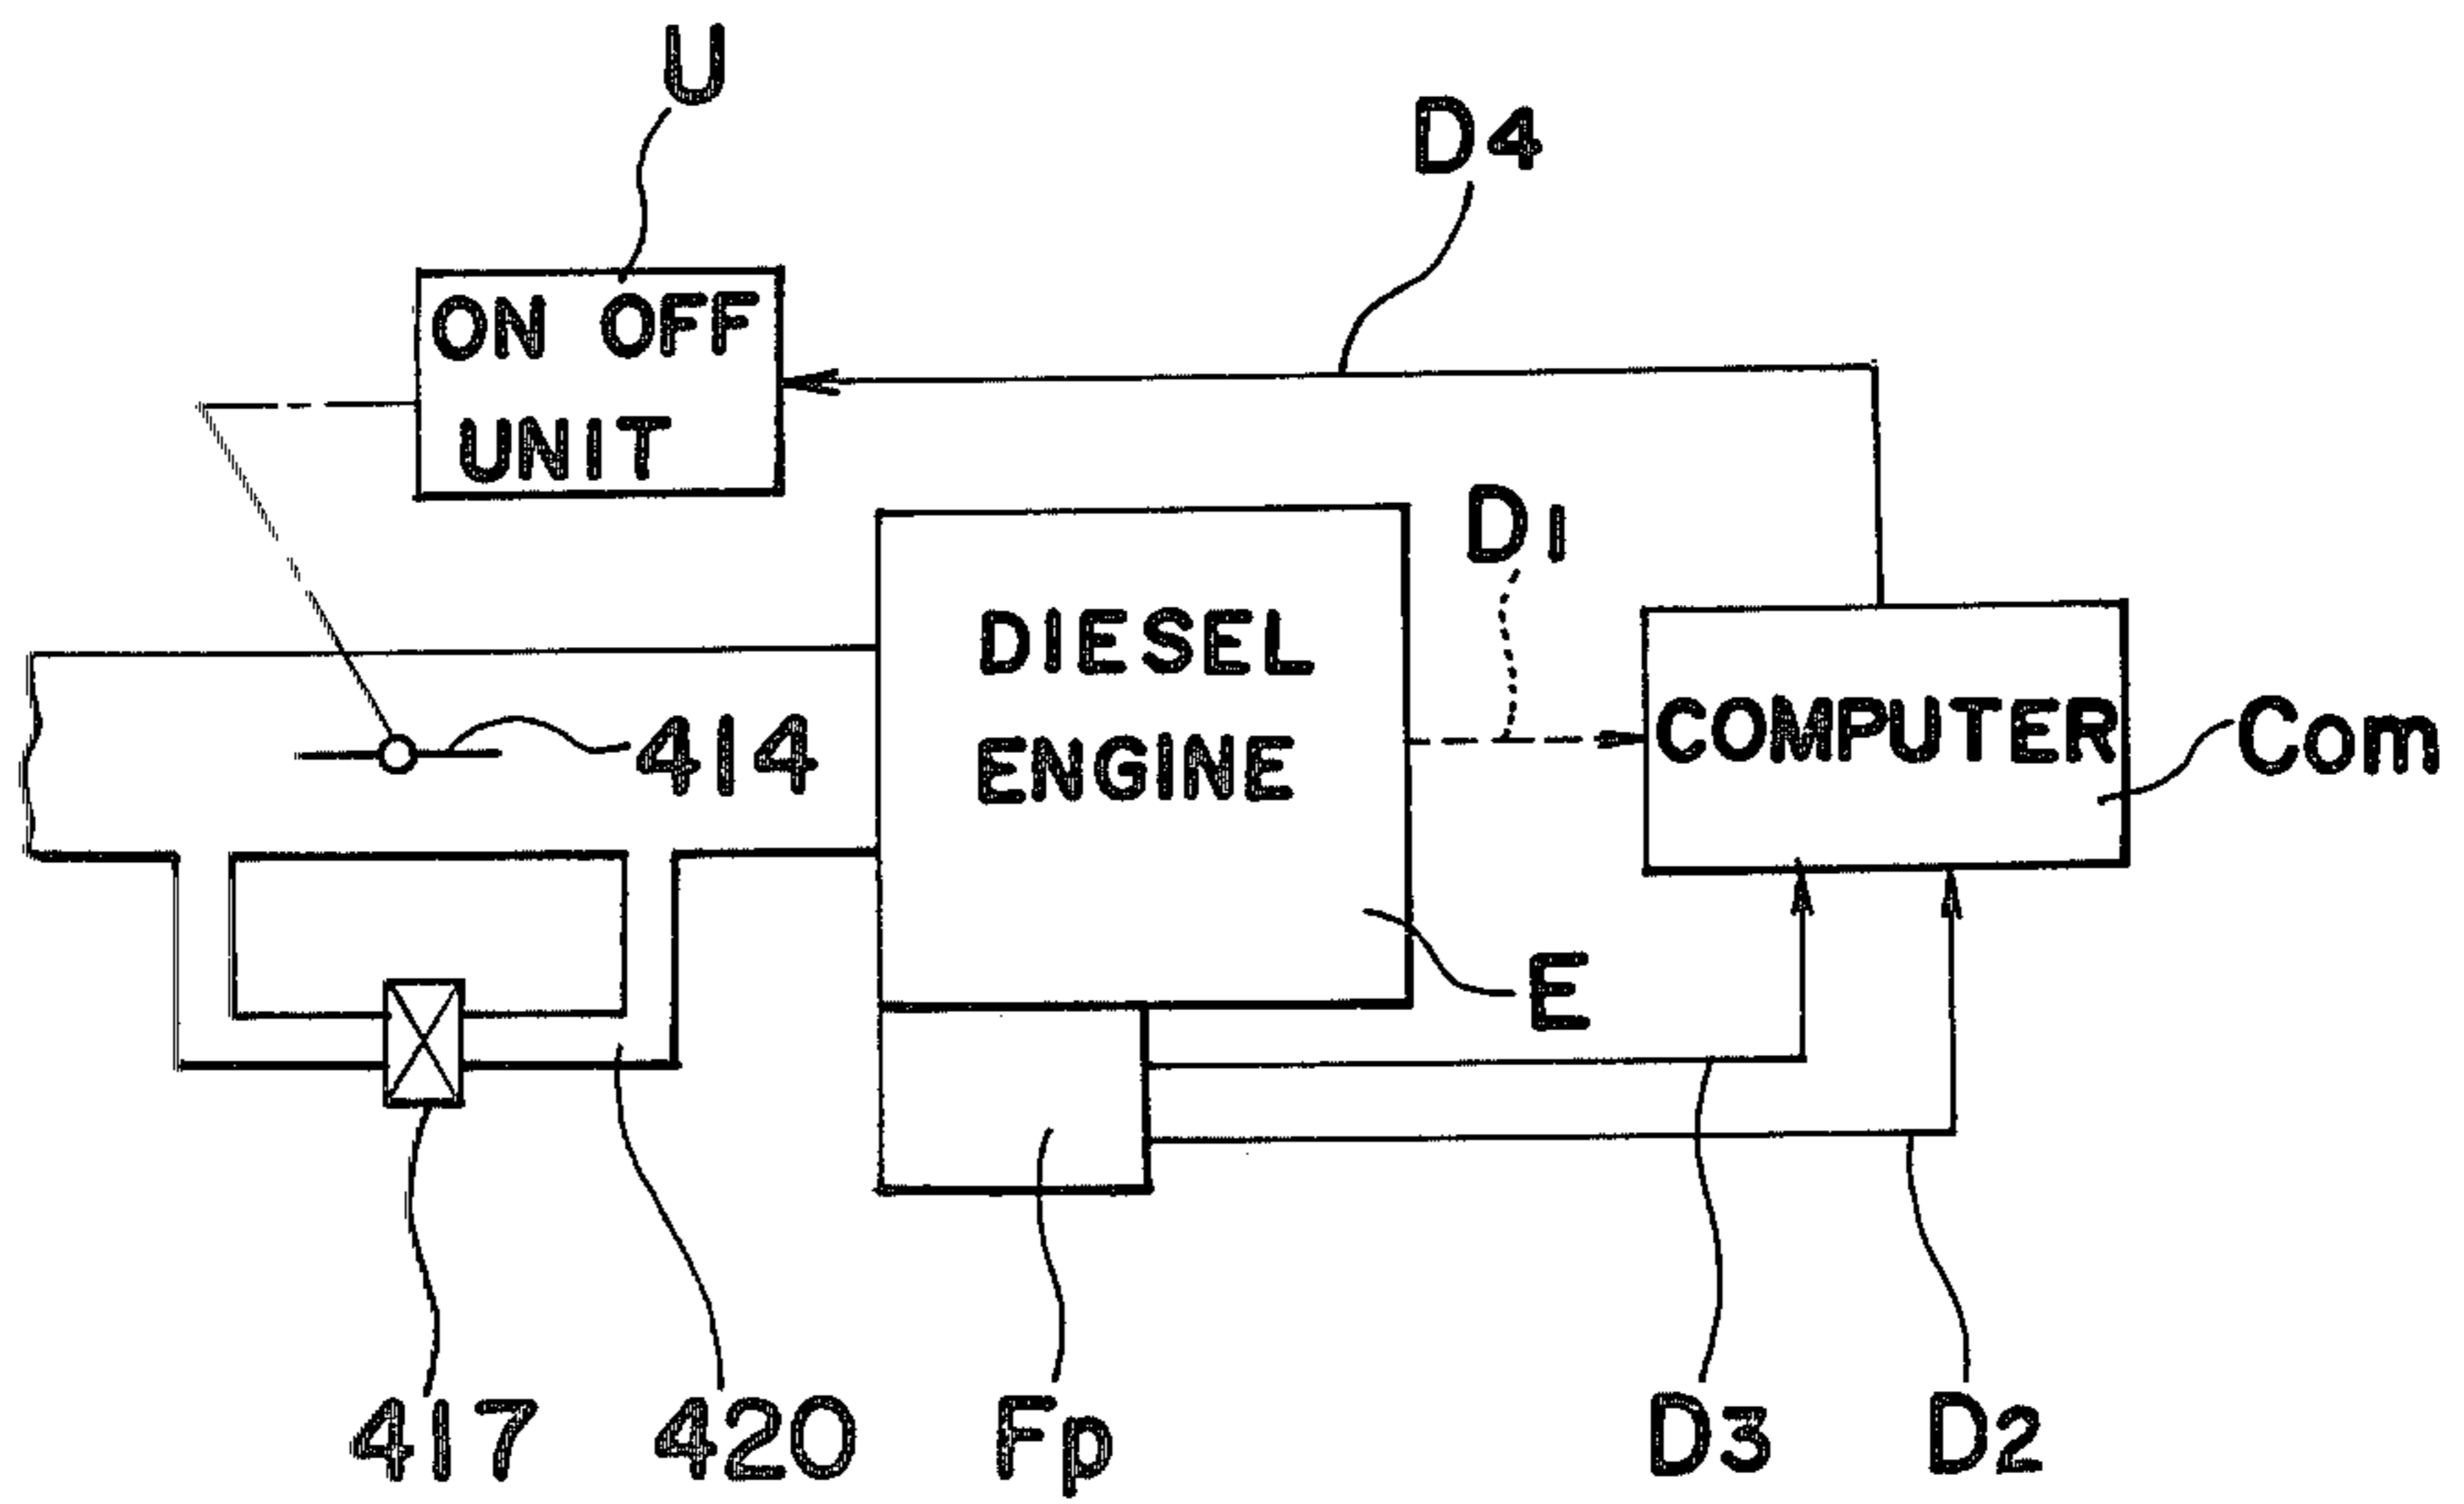 U
D4
ON OFF
UNIT
D1
DIESEL
ENGINE
414
COMPUTER
Com
E
417
420
Fp
D3
D2